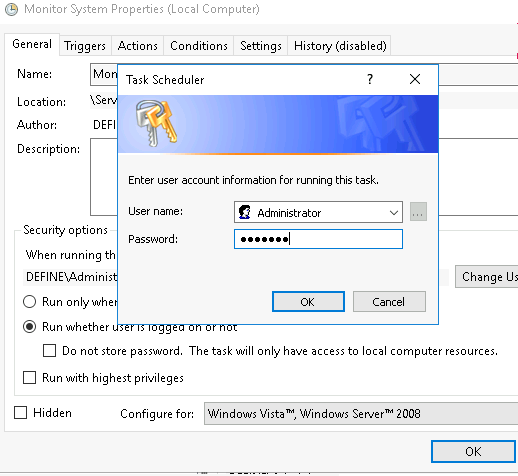 Monitor System Properties (Local Computer)
General Triggers Actions Conditions Settings History (disabled)
Name: Mon
Location: \Serv
Author: DEFINE
Description:
Task Scheduler ?
Enter user account information for running this task.
User name: Administrator ...
Password: ●●●●●●●
OK Cancel
Security options
When running th
DEFINE\Administ Change Us
Run only when
Run whether user is logged on or not
Do not store password. The task will only have access to local computer resources.
Run with highest privileges
Hidden Configure for: Windows Vista™, Windows Server™ 2008
OK